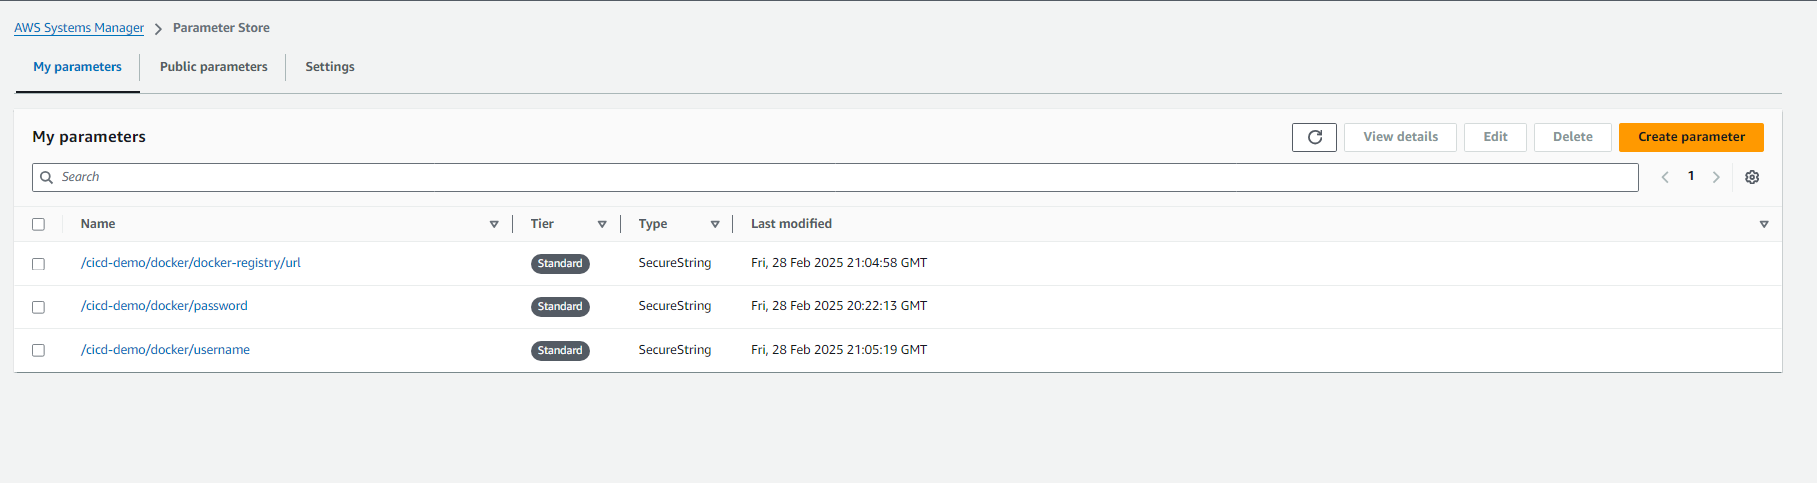 AWS Systems Manager > Parameter Store
My parameters Public parameters Settings
My parameters View details Edit Delete Create parameter
Search 1
Name Tier Type Last modified
/cicd-demo/docker/docker-registry/url Standard SecureString Fri, 28 Feb 2025 21:04:58 GMT
/cicd-demo/docker/password Standard SecureString Fri, 28 Feb 2025 20:22:13 GMT
/cicd-demo/docker/username Standard SecureString Fri, 28 Feb 2025 21:05:19 GMT